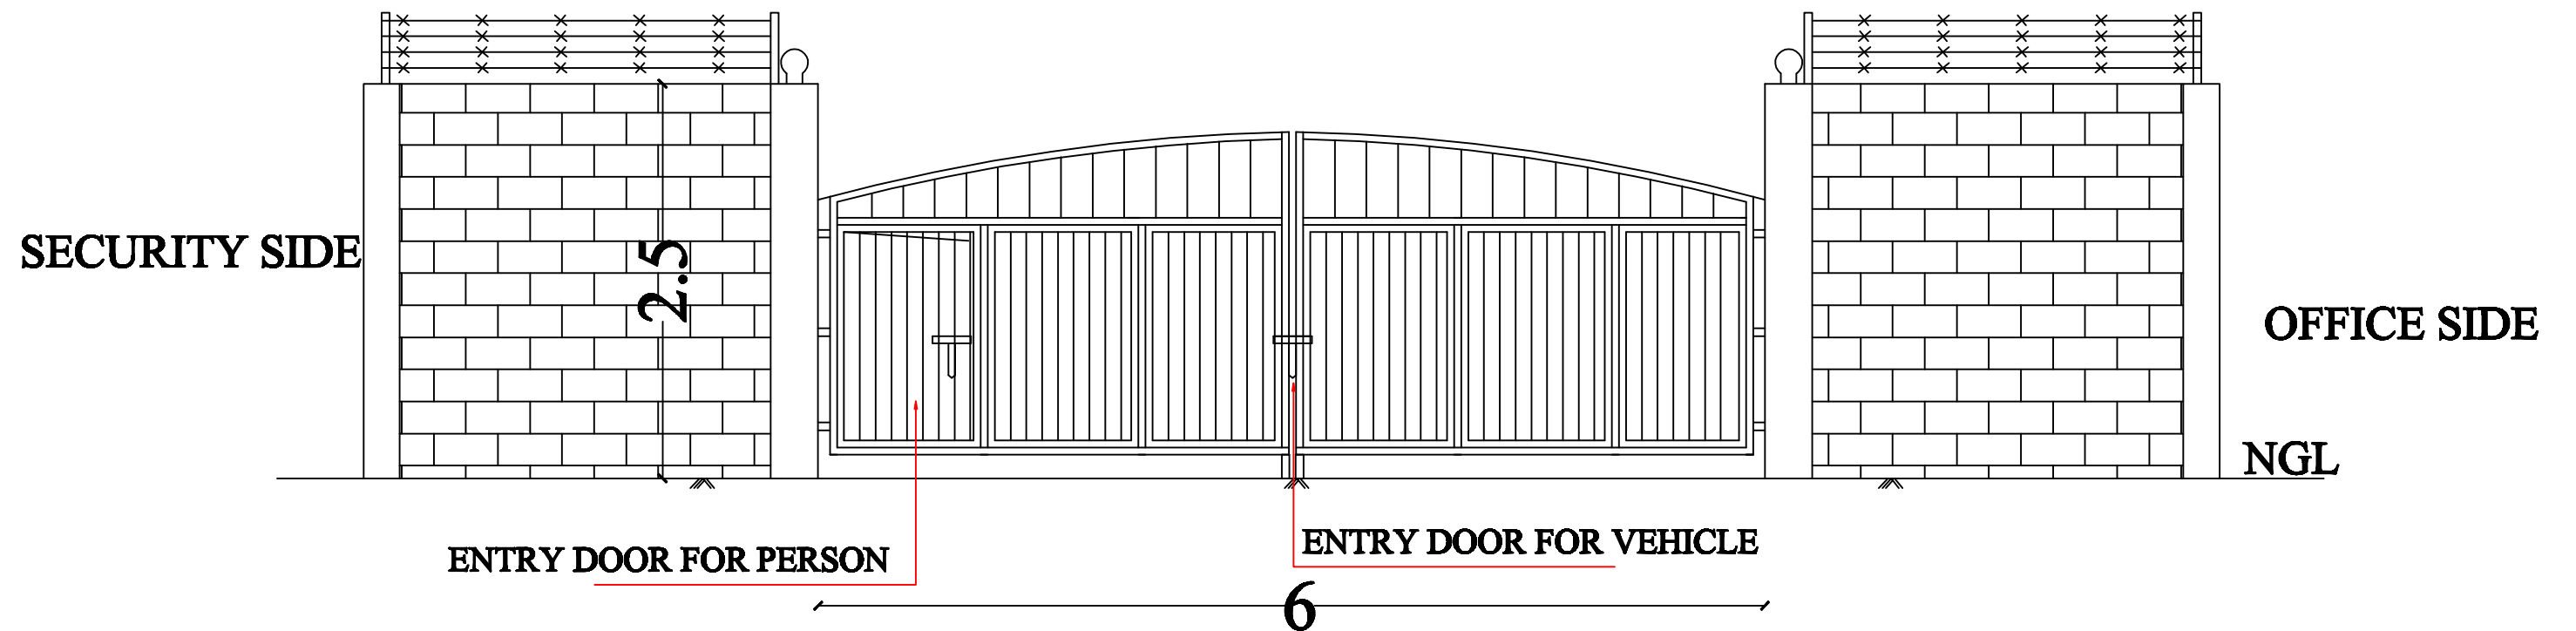 SECURITY SIDE
2.5
OFFICE SIDE
NGL
ENTRY DOOR FOR PERSON
ENTRY DOOR FOR VEHICLE
6